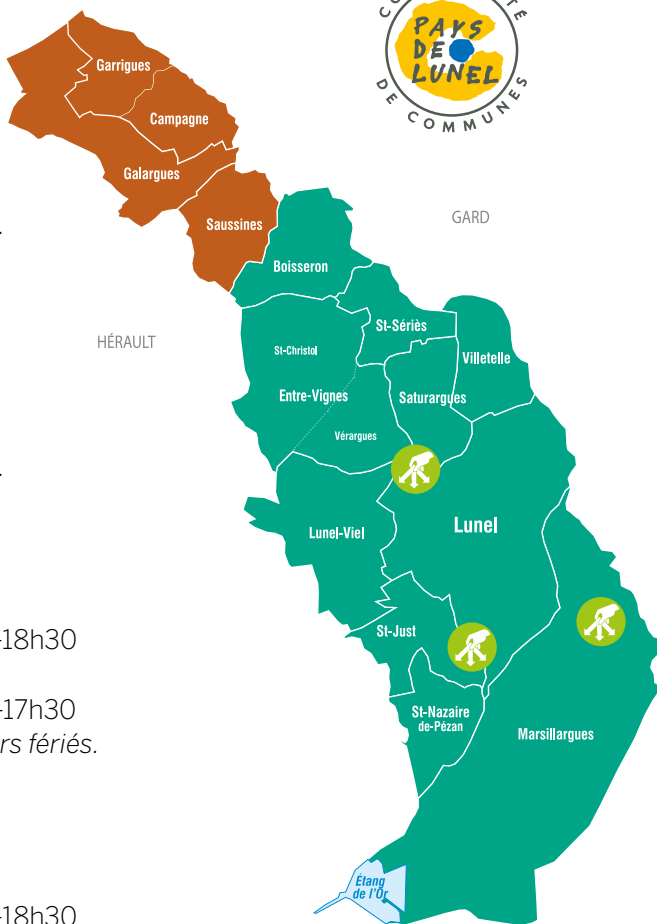 COMMUNAUTÉ
PAYS
DE
LUNEL
DE COMMUNES
Garrigues
Campagne
Galargues
Saussines
GARD
Boisseron
HÉRAULT
St-Sériès
St-Christol
Villetelle
Entre-Vignes
Saturargues
Vérargues
Lunel
Lunel-Viel
St-Just
-18h30
-17h30
rs fériés.
St-Nazaire
de-Pézan
Marsillargues
Étang
de l'Or
-18h30